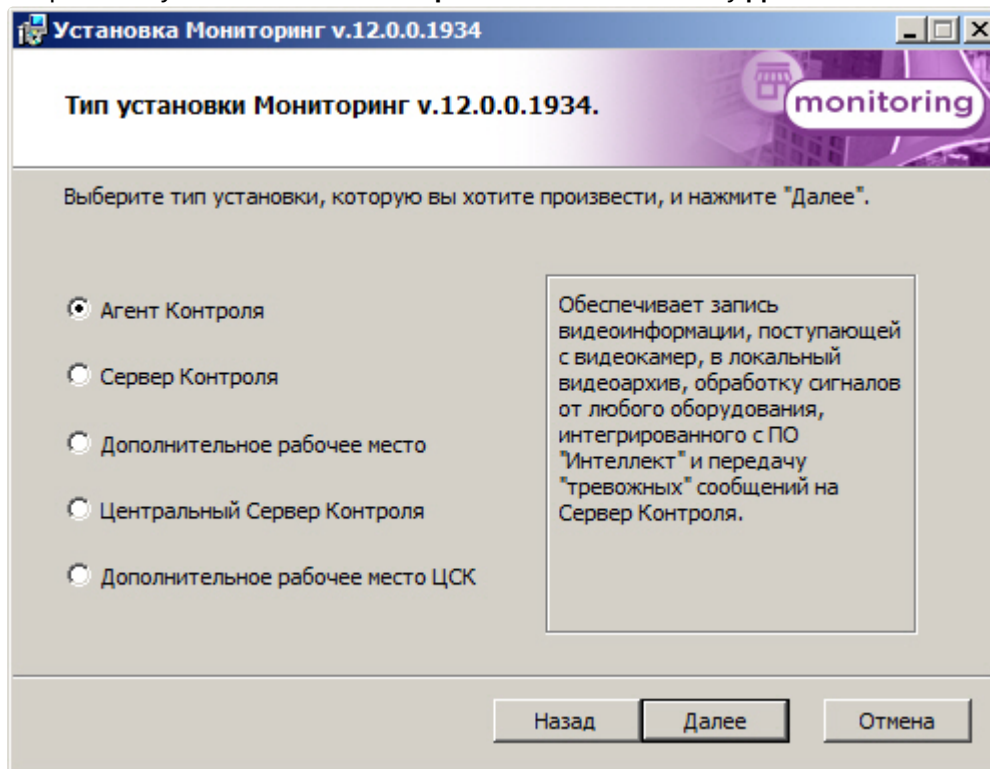 Установка Мониторинг v.12.0.0.1934
Тип установки Мониторинг v.12.0.0.1934.
monitoring
Выберите тип установки, которую вы хотите произвести, и нажмите "Далее".
Агент Контроля
Сервер Контроля
Дополнительное рабочее место
Центральный Сервер Контроля
Дополнительное рабочее место ЦСК
Обеспечивает запись
видеоинформации, поступающей
с видеокамер, в локальный
видеоархив, обработку сигналов
от любого оборудования,
интегрированного с ПО
"Интеллект" и передачу
"тревожных" сообщений на
Сервер Контроля.
Назад
Далее
Отмена